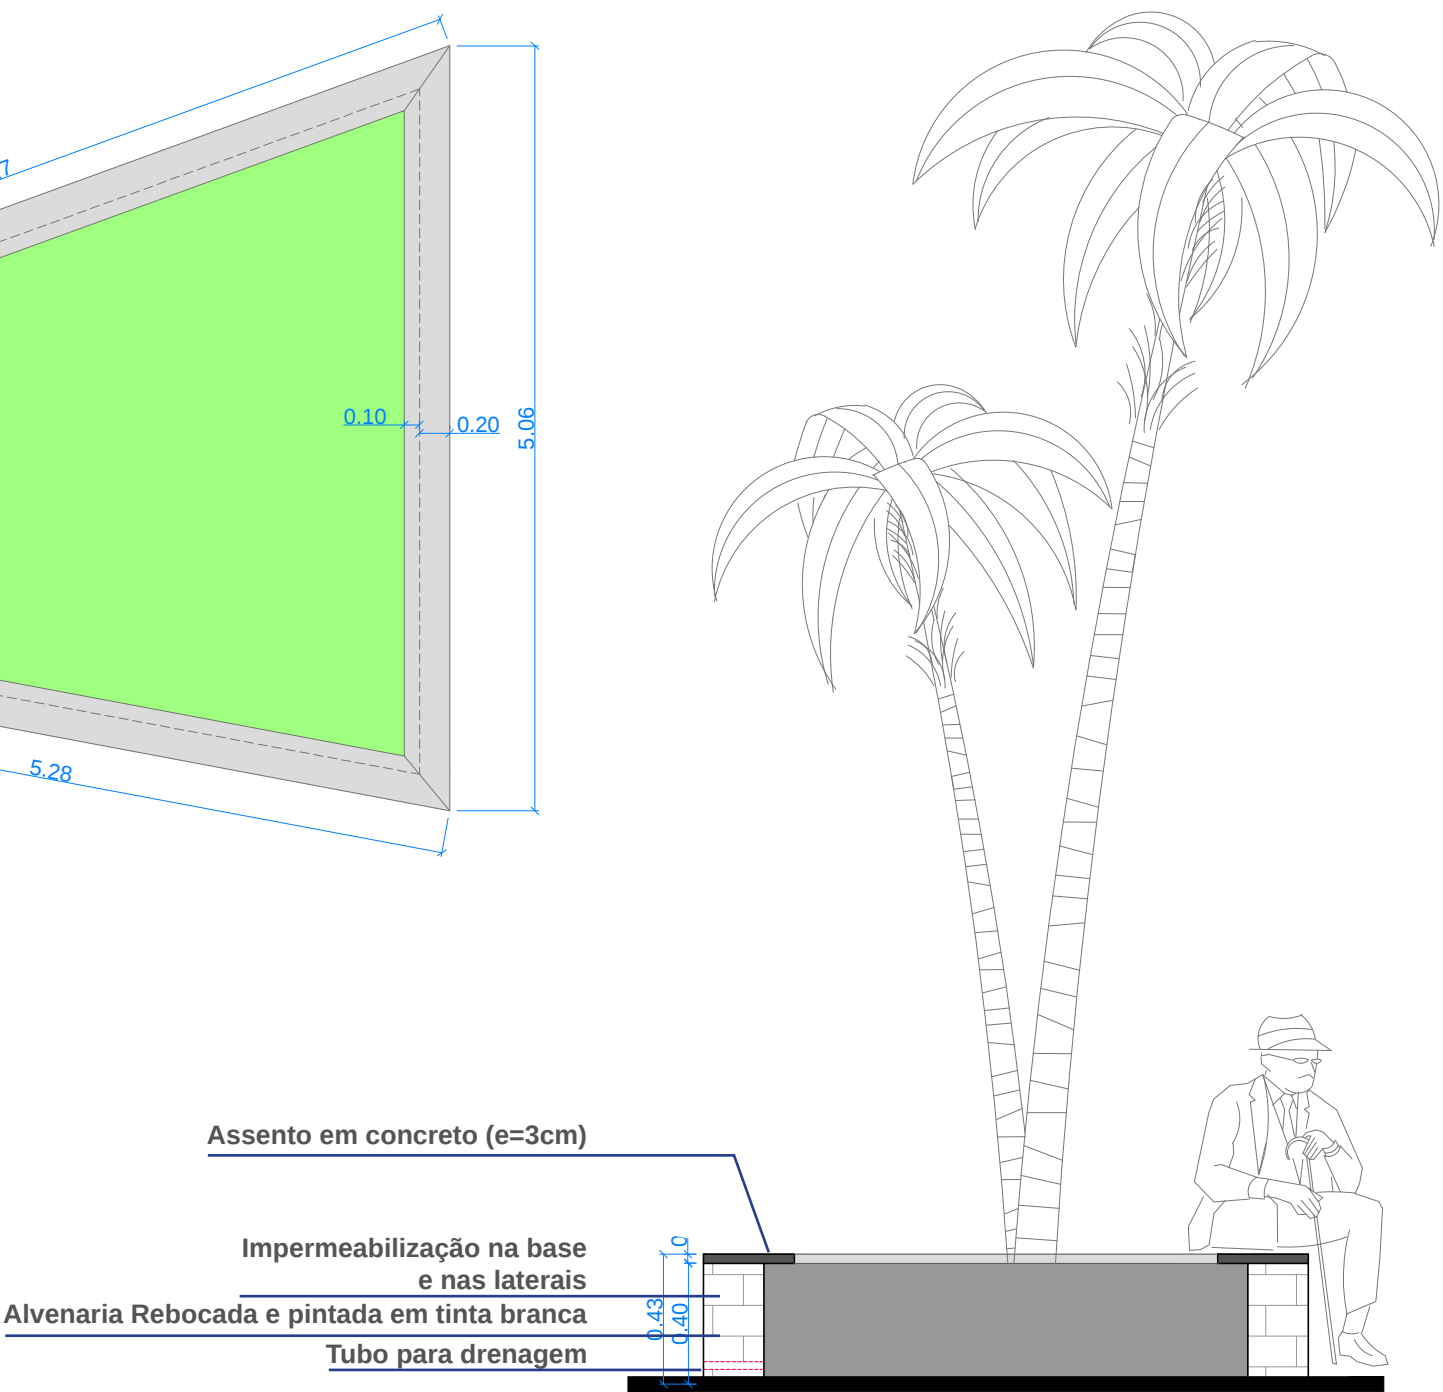 0.10
0.20
5.06
5.28
Assento em concreto (e=3cm)
Impermeabilização na base
e nas laterais
Alvenaria Rebocada e pintada em tinta branca
Tubo para drenagem
0.43
0.40